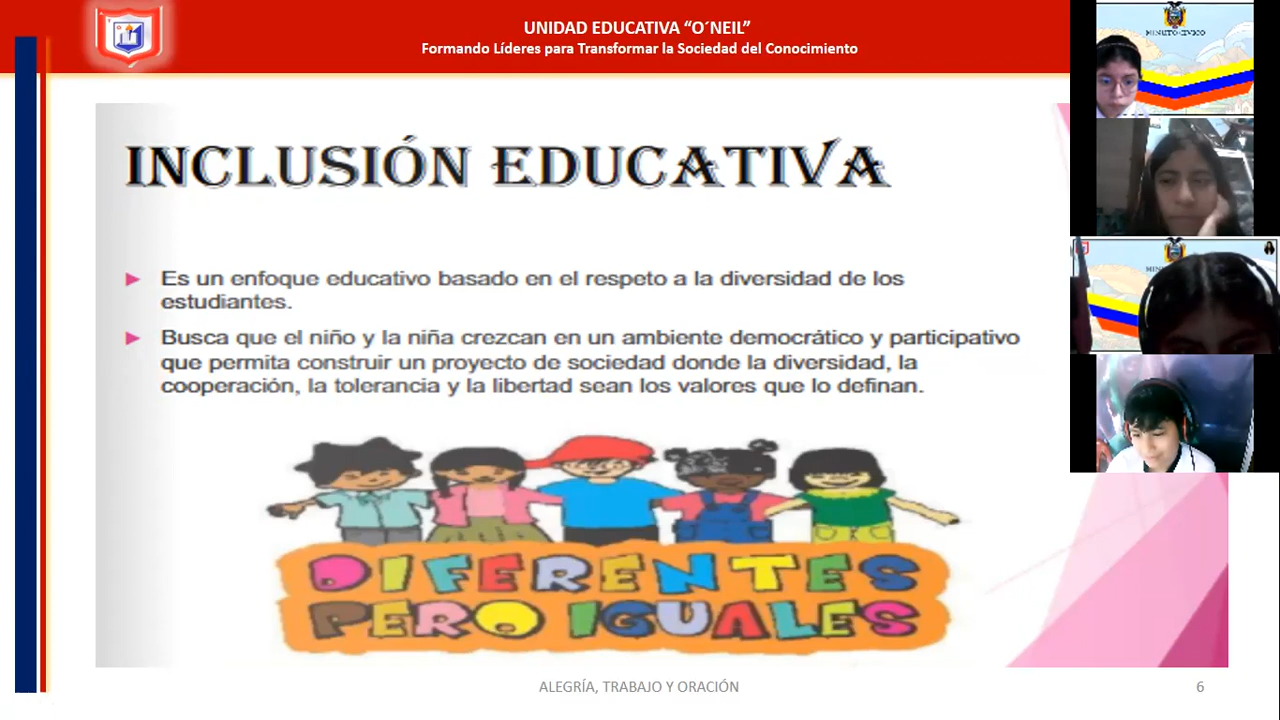 UNIDAD EDUCATIVA “O´NEIL”
Formando Líderes para Transformar la Sociedad del Conocimiento
MINUTO CÍVICO
INCLUSIÓN EDUCATIVA
Es un enfoque educativo basado en el respeto a la diversidad de los
estudiantes.
Busca que el niño y la niña crezcan en un ambiente democrático y participativo
que permita construir un proyecto de sociedad donde la diversidad, la
cooperación, la tolerancia y la libertad sean los valores que lo definan.
DIFERENTES
PERO IGUALES
ALEGRÍA, TRABAJO Y ORACIÓN
6